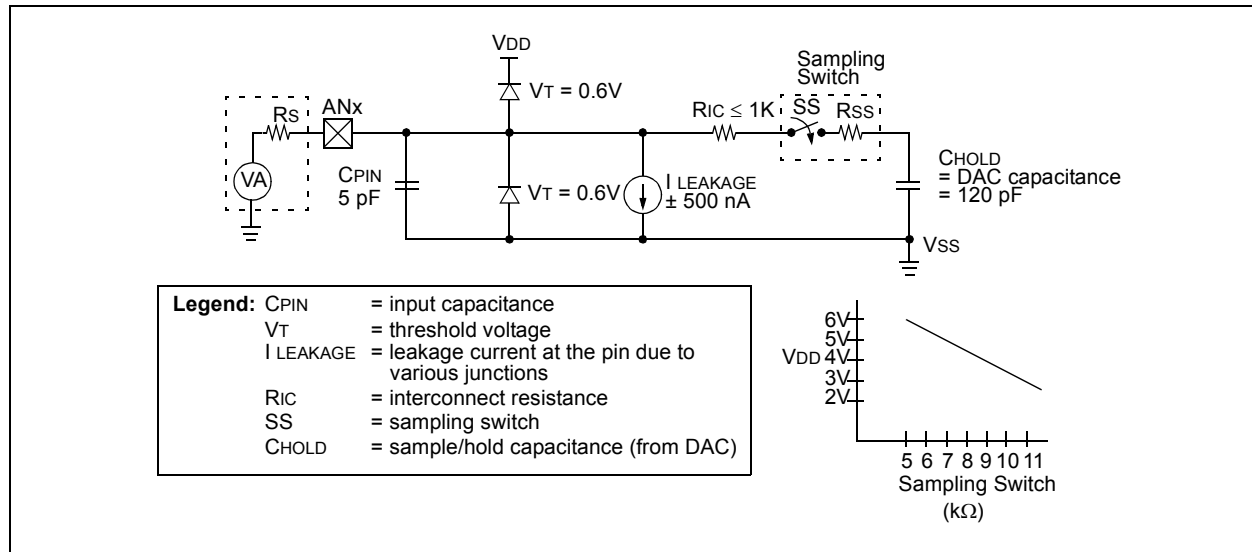 VDD
Sampling
Switch
VT = 0.6V
ANx
RS
RIC ≤ 1K
SS
RSS
VA
CPIN
5 pF
VT = 0.6V
I LEAKAGE
± 500 nA
CHOLD
= DAC capacitance
= 120 pF
VSS
Legend: CPIN = input capacitance
VT = threshold voltage
I LEAKAGE = leakage current at the pin due to
various junctions
RIC = interconnect resistance
SS = sampling switch
CHOLD = sample/hold capacitance (from DAC)
6V
5V
VDD 4V
3V
2V
5 6 7 8 9 10 11
Sampling Switch
(kΩ)